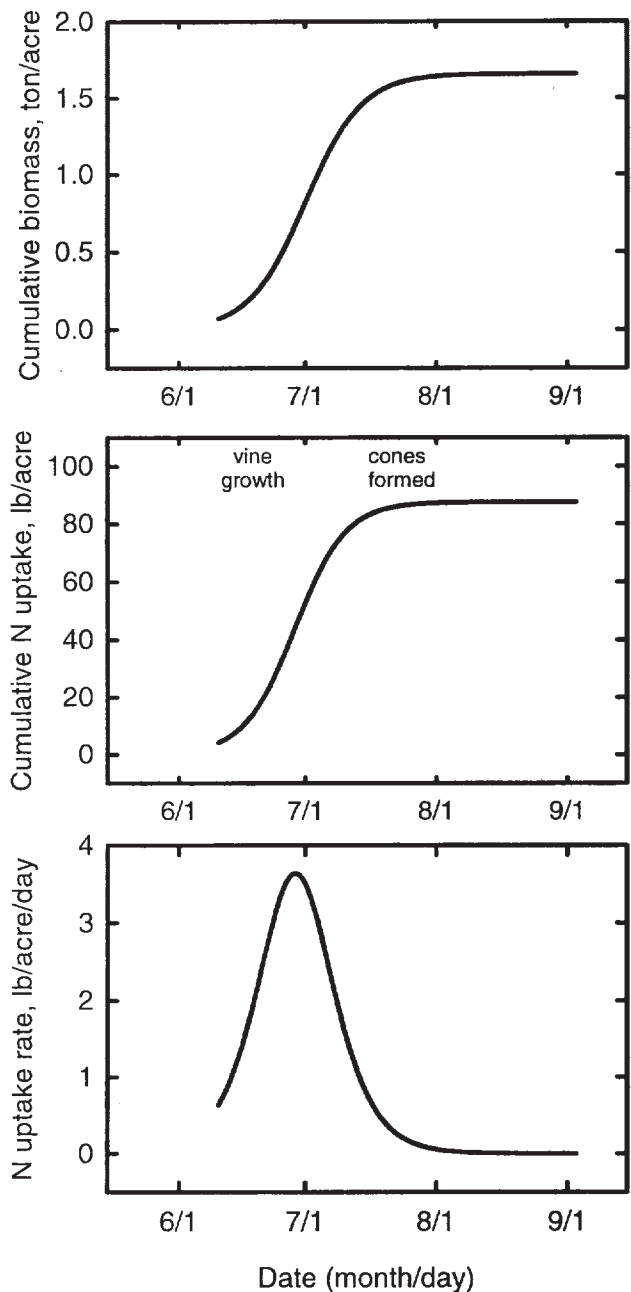 Cumulative biomass, ton/acre
2.0
1.5
1.0
0.5
0.0
6/1 7/1 8/1 9/1
Cumulative N uptake, lb/acre
100
80
60
40
20
0
vine
growth
cones
formed
6/1 7/1 8/1 9/1
N uptake rate, lb/acre/day
4
3
2
1
0
6/1 7/1 8/1 9/1
Date (month/day)